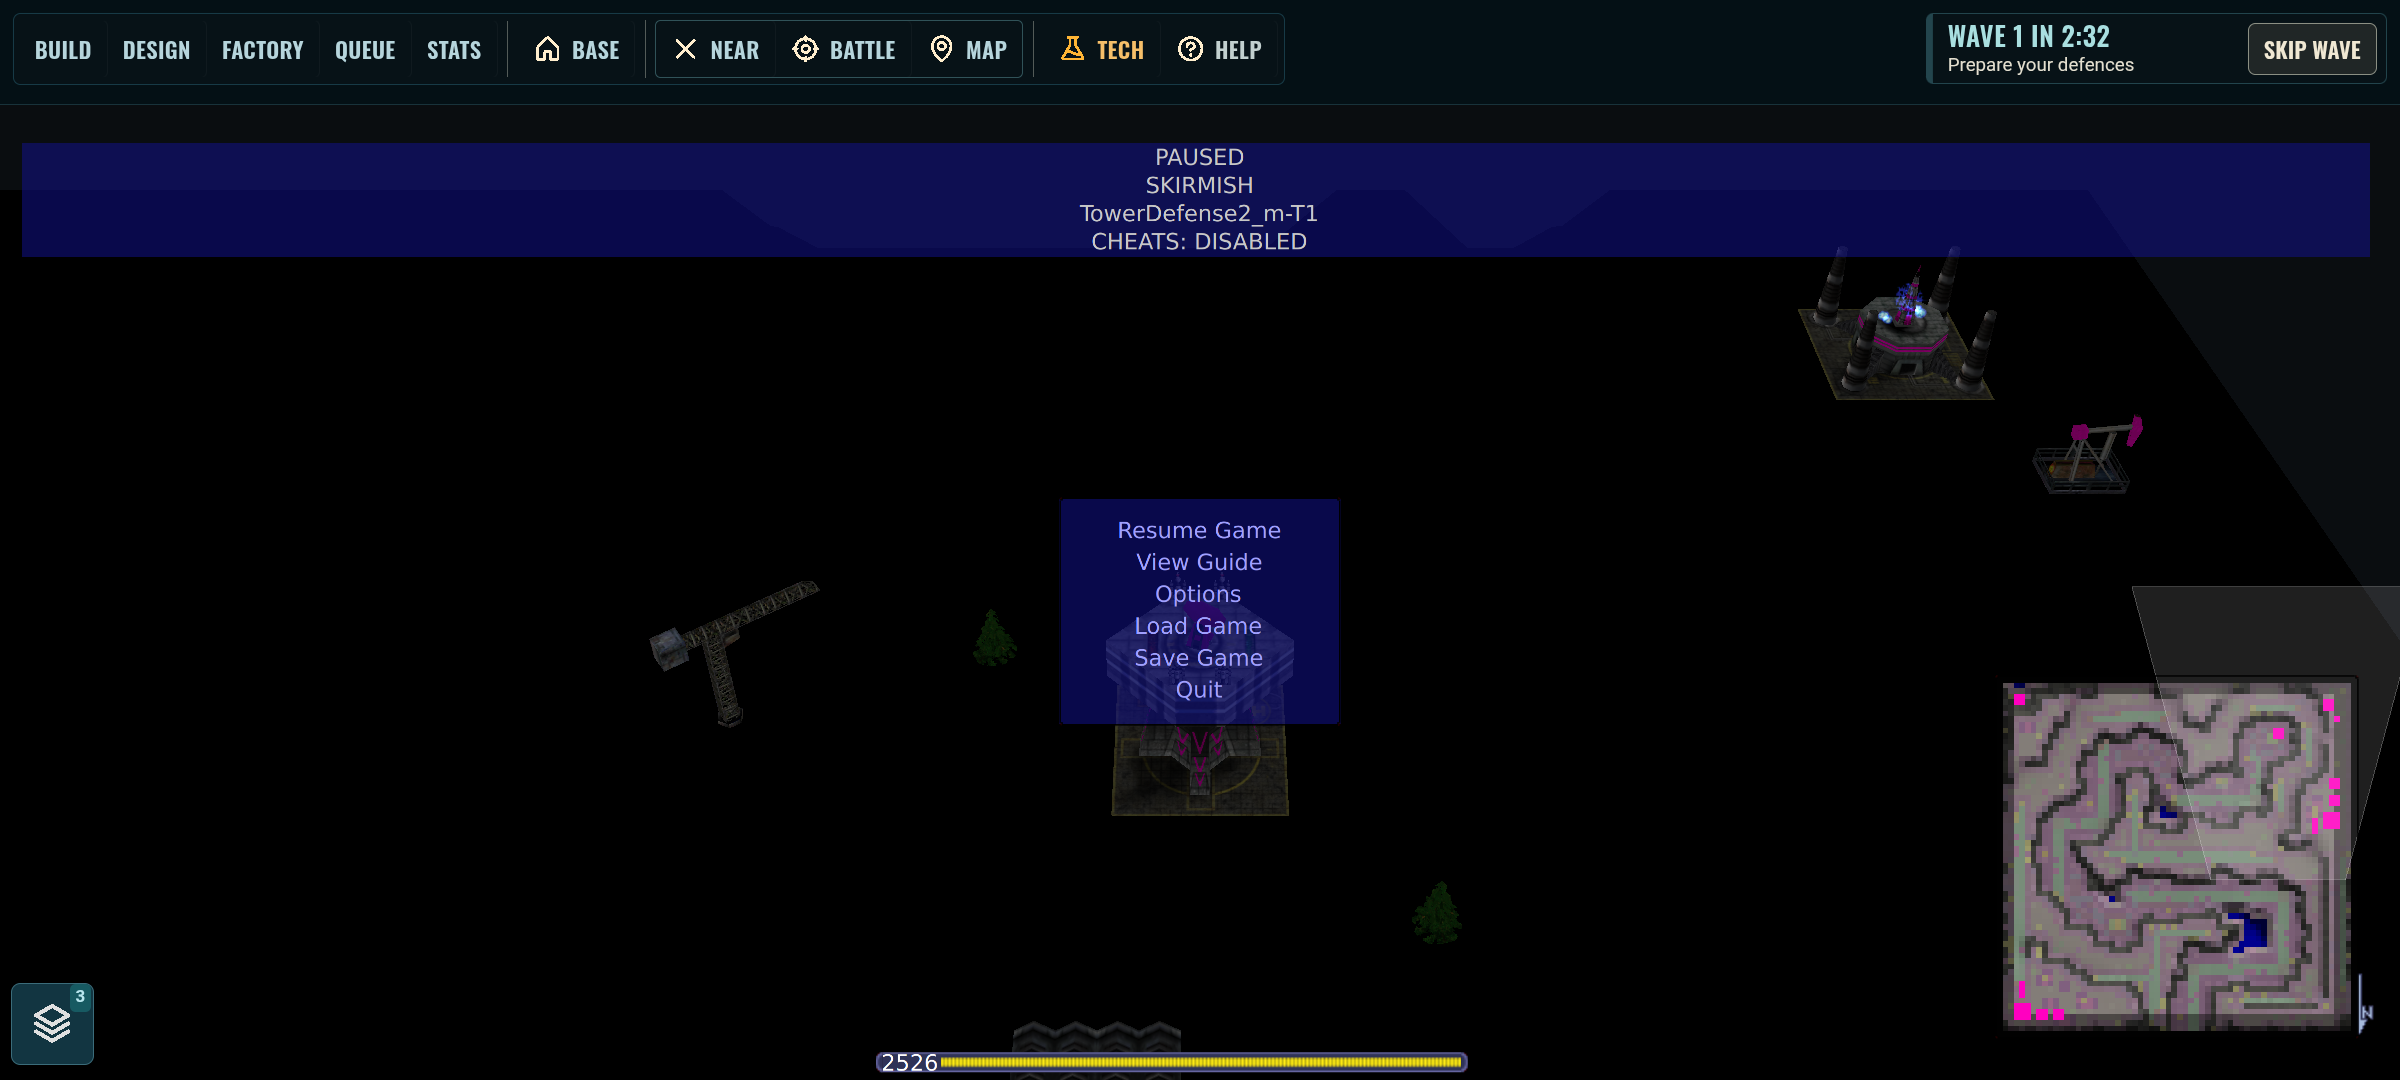 BUILD DESIGN FACTORY QUEUE STATS BASE NEAR BATTLE MAP TECH HELP
WAVE 1 IN 2:32
Prepare your defences
SKIP WAVE
PAUSED
SKIRMISH
TowerDefense2_m-T1
CHEATS: DISABLED
Resume Game
View Guide
Options
Load Game
Save Game
Quit
3
N
2526